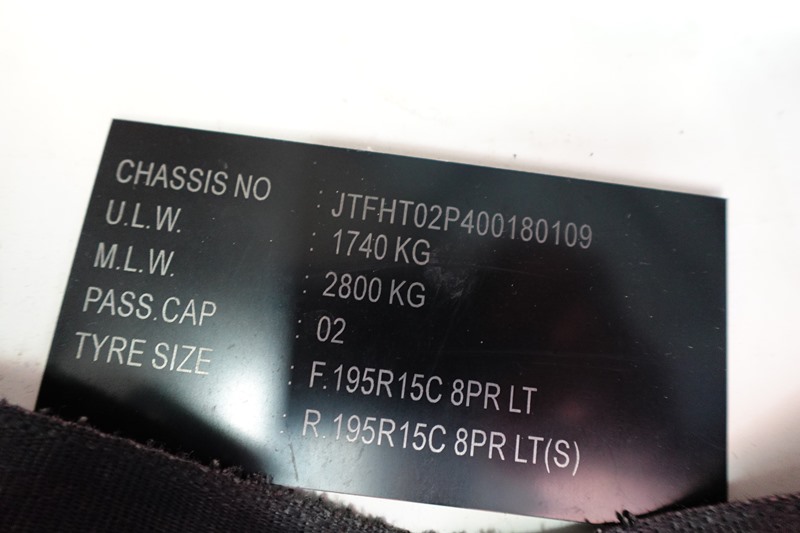 CHASSIS NO : JTFHT02P400180109
U.L.W. : 1740 KG
M.L.W. : 2800 KG
PASS.CAP : 02
TYRE SIZE : F.195R15C 8PR LT
: R.195R15C 8PR LT(S)